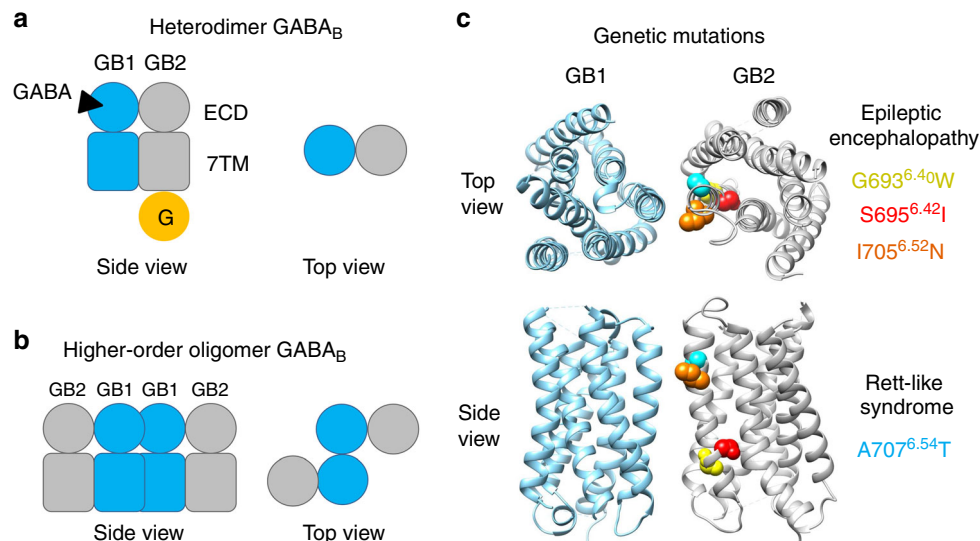 a
Heterodimer GABA_B
GB1 GB2
GABA
ECD
7TM
G
Side view
Top view
b
Higher-order oligomer GABA_B
GB2 GB1 GB1 GB2
Side view
Top view
c
Genetic mutations
GB1
GB2
Top view
Epileptic encephalopathy
G693^6.40W
S695^6.42I
I705^6.52N
Side view
Rett-like syndrome
A707^6.54T